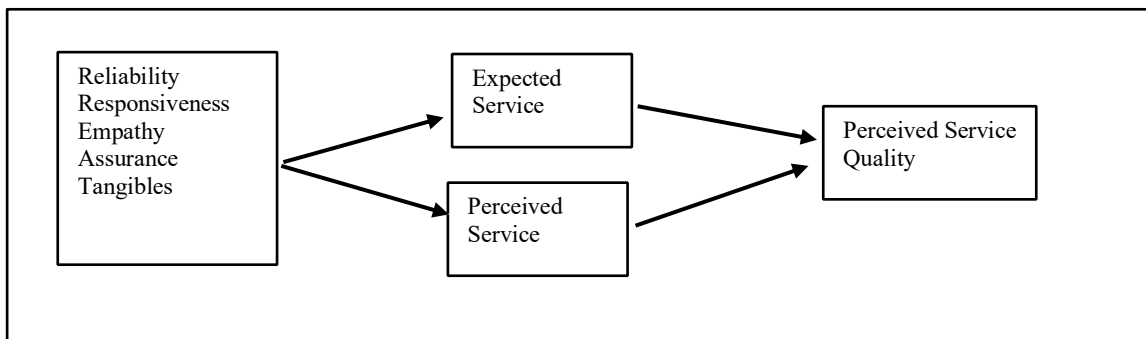 Reliability
Responsiveness
Empathy
Assurance
Tangibles
Expected
Service
Perceived
Service
Perceived Service
Quality